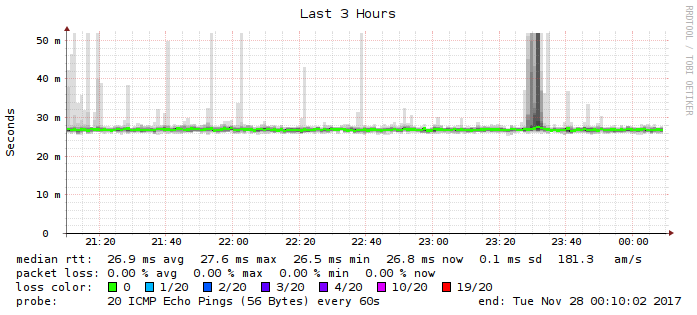 Last 3 Hours
RRDTOOL / TOBI OETIKER
Seconds
50 m
40 m
30 m
20 m
10 m
0
21:20 21:40 22:00 22:20 22:40 23:00 23:20 23:40 00:00
median rtt: 26.9 ms avg 27.6 ms max 26.5 ms min 26.8 ms now 0.1 ms sd 181.3 am/s
packet loss: 0.00 % avg 0.00 % max 0.00 % min 0.00 % now
loss color: 0 1/20 2/20 3/20 4/20 10/20 19/20
probe: 20 ICMP Echo Pings (56 Bytes) every 60s end: Tue Nov 28 00:10:02 2017